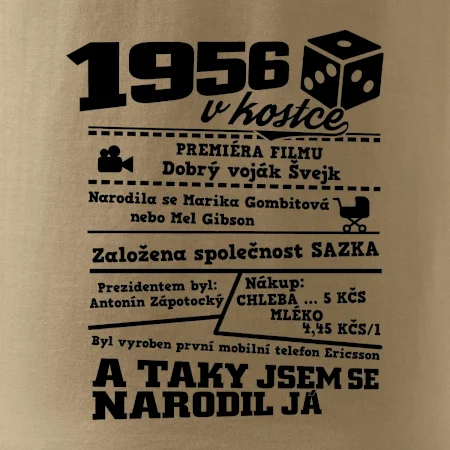 1956
v kostce
PREMIÉRA FILMU
Dobrý voják Švejk
Narodila se Marika Gombitová
nebo Mel Gibson
Založena společnost SAZKA
Prezidentem byl:
Antonín Zápotocký
Nákup:
CHLEBA ... 5 KČS
MLÉKO
4,45 KČS/l
Byl vyroben první mobilní telefon Ericsson
A TAKY JSEM SE
NARODIL JÁ